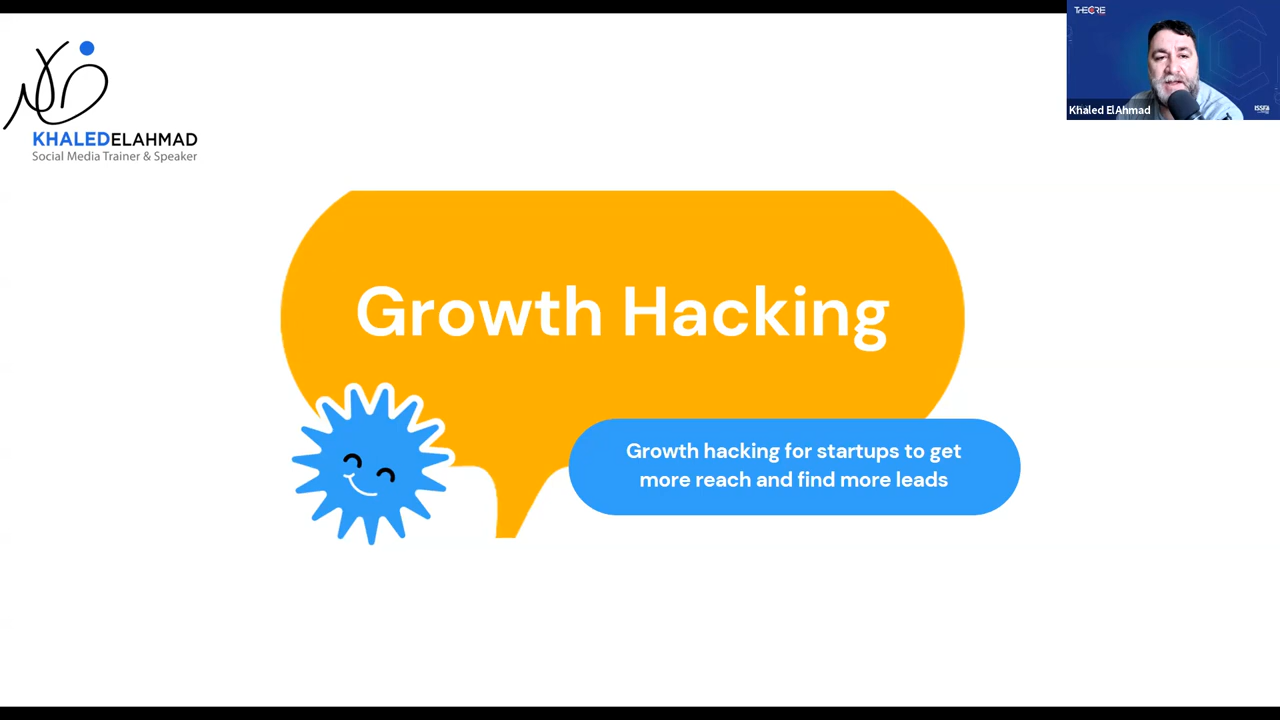 KHALEDELAHMAD
Social Media Trainer & Speaker
THECORE
Khaled ElAhmad
Growth Hacking
Growth hacking for startups to get
more reach and find more leads